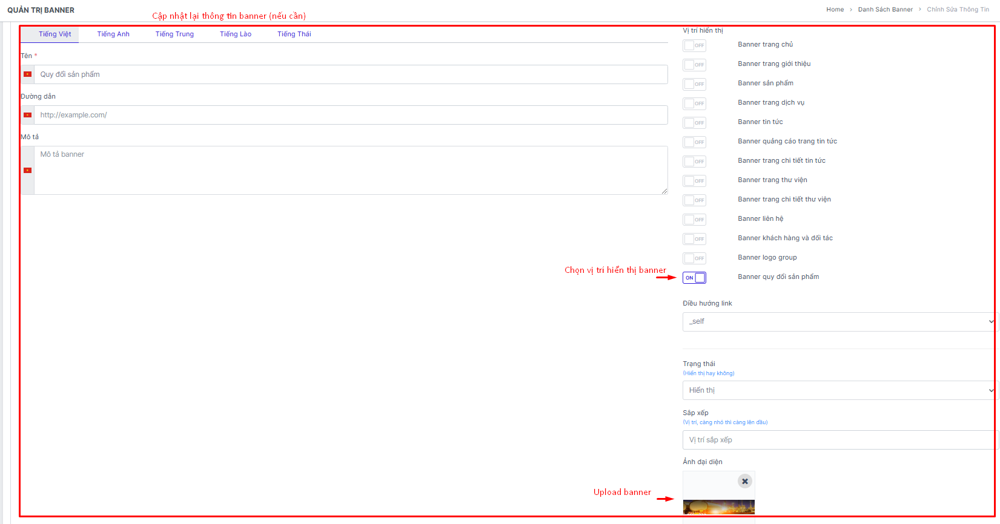 QUẢN TRỊ BANNER
Home > Danh Sách Banner > Chỉnh Sửa Thông Tin
Cập nhật lại thông tin banner (nếu cần)
Tiếng Việt Tiếng Anh Tiếng Trung Tiếng Lào Tiếng Thái
Tên *
Quy đổi sản phẩm
Đường dẫn
http://example.com/
Mô tả
Mô tả banner
Vị trí hiển thị
OFF Banner trang chủ
OFF Banner trang giới thiệu
OFF Banner sản phẩm
OFF Banner trang dịch vụ
OFF Banner tin tức
OFF Banner quảng cáo trang tin tức
OFF Banner trang chi tiết tin tức
OFF Banner trang thư viện
OFF Banner trang chi tiết thư viện
OFF Banner liên hệ
OFF Banner khách hàng và đối tác
OFF Banner logo group
Chọn vị trí hiển thị banner
ON Banner quy đổi sản phẩm
Điều hướng link
_self
Trạng thái
(Hiển thị hay không)
Hiển thị
Sắp xếp
(Vị trí, càng nhỏ thì càng lên đầu)
Vị trí sắp xếp
Ảnh đại diện
Upload banner